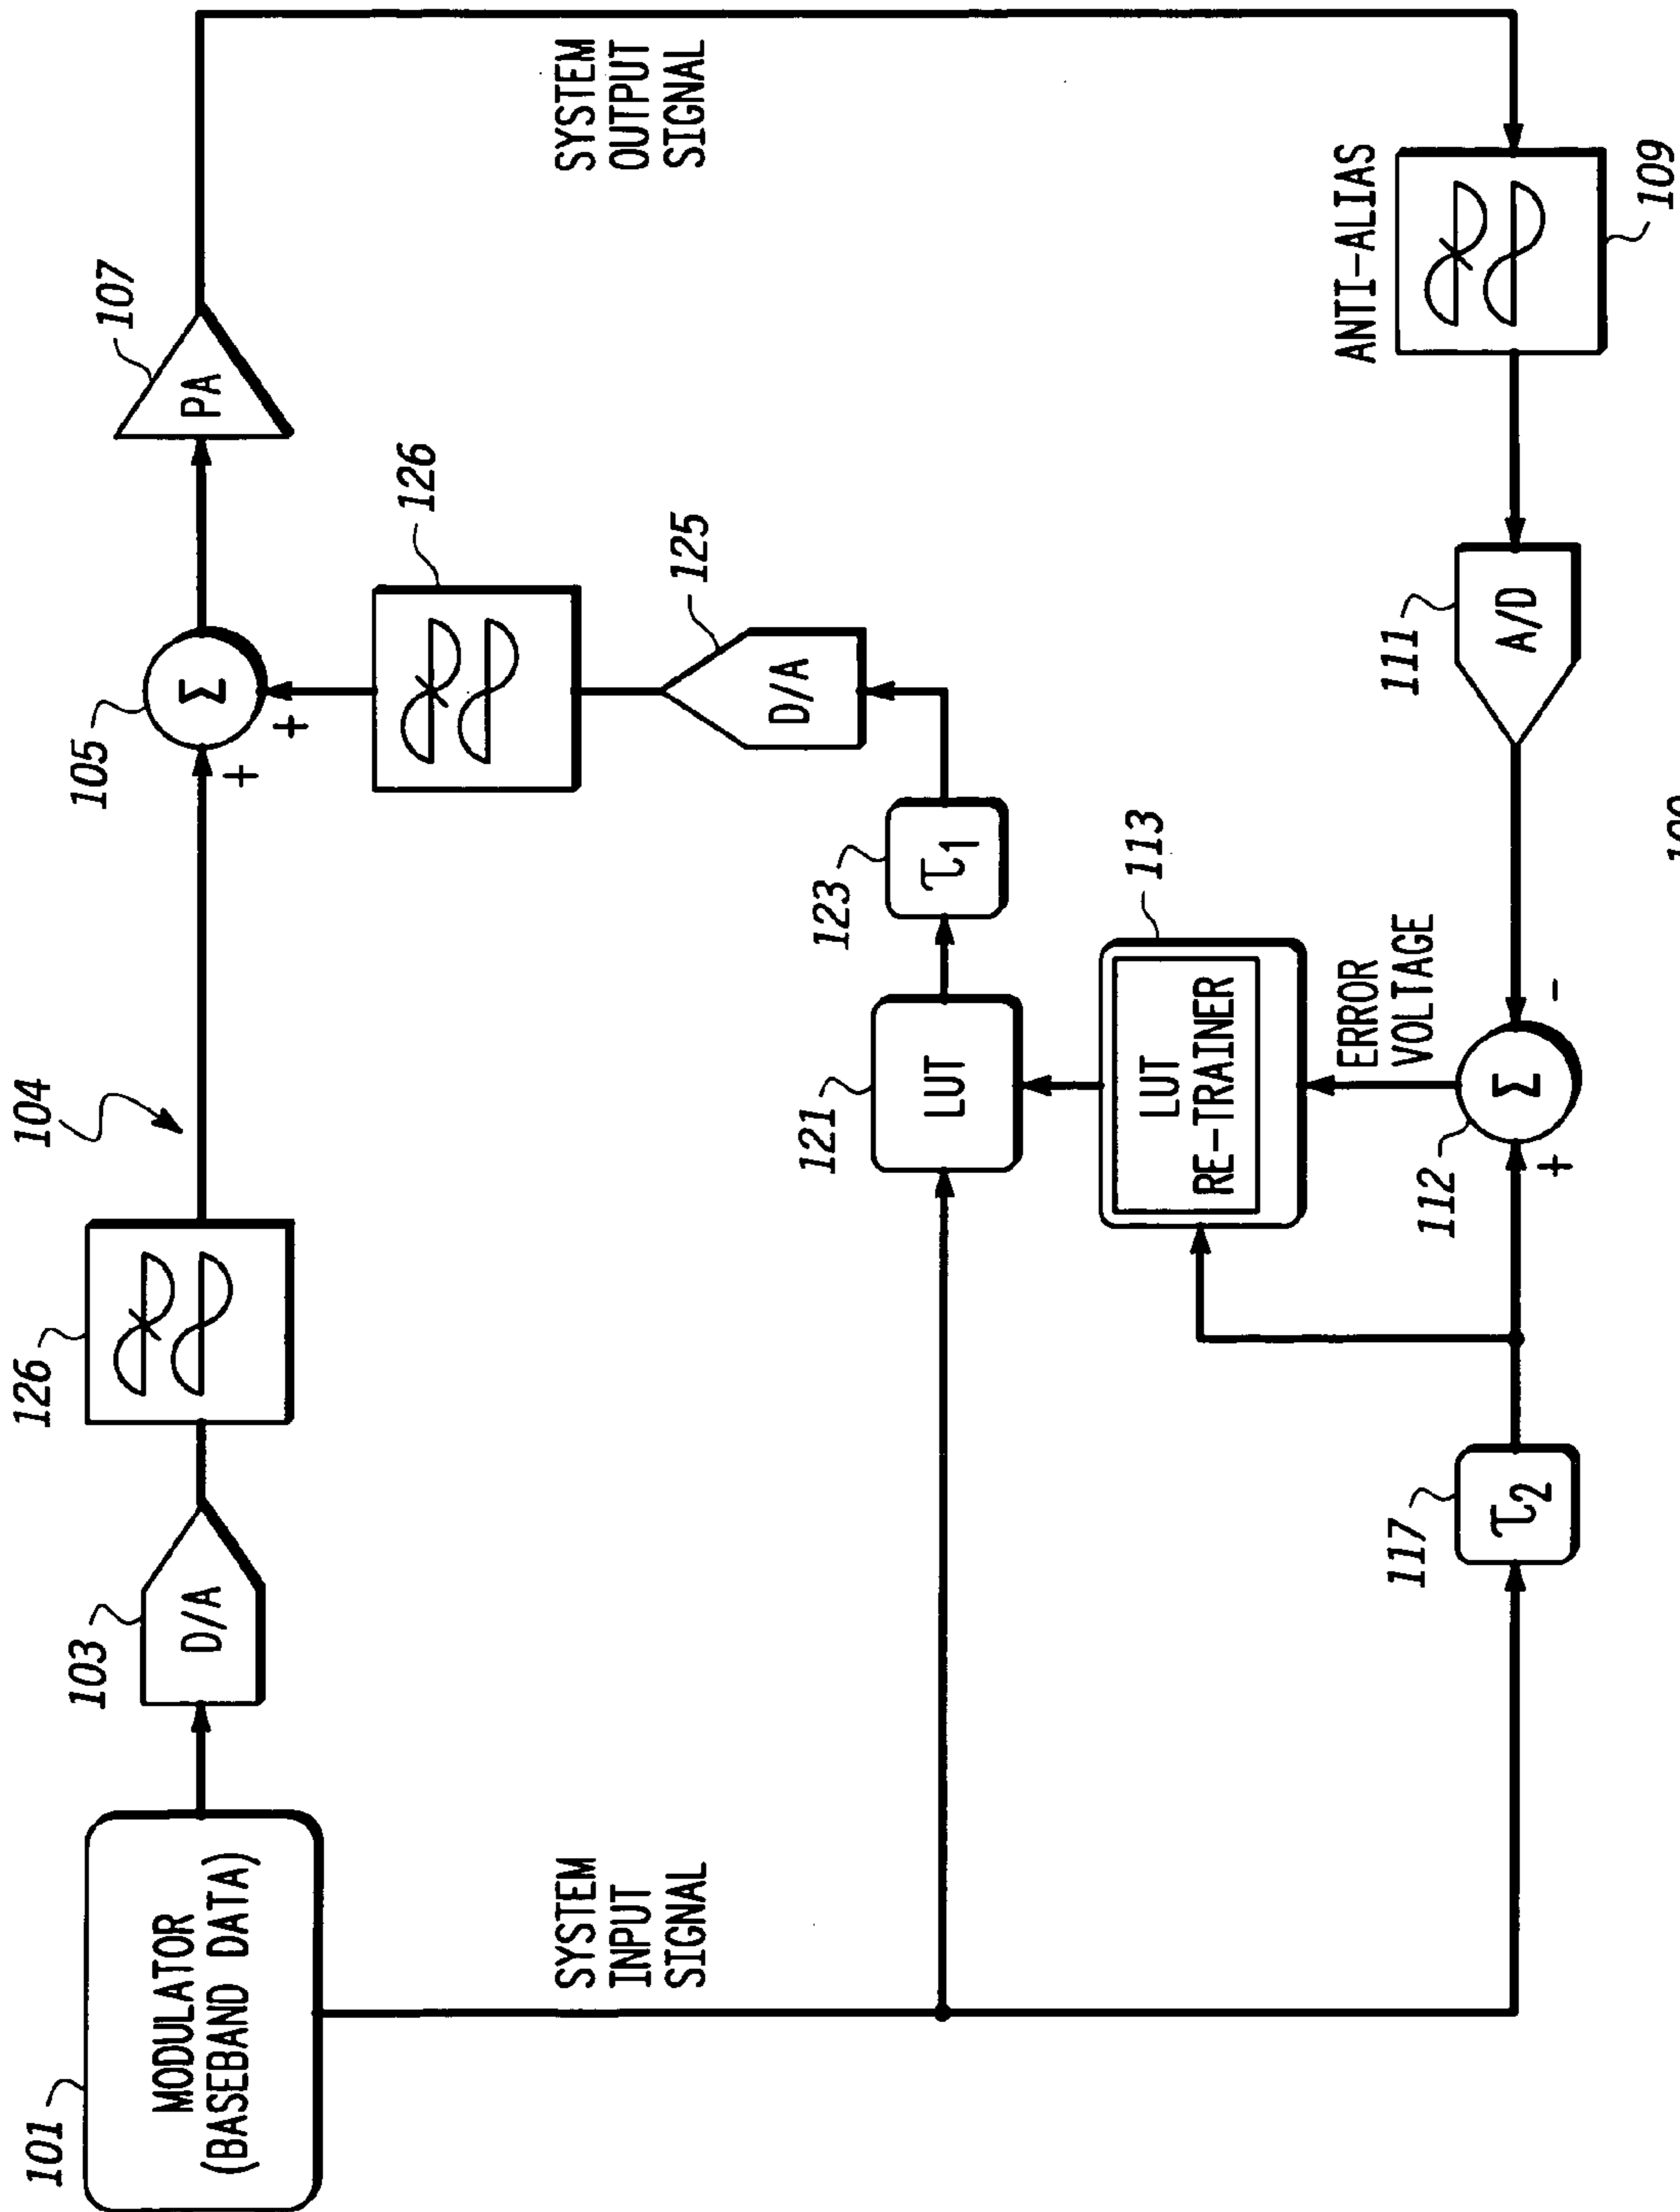 101
MODULATOR
(BASEBAND DATA)
103
D/A
126
104
105
Σ
+
+
107
PA
126
125
D/A
SYSTEM
INPUT
SIGNAL
SYSTEM
OUTPUT
SIGNAL
121
LUT
123
τ1
113
LUT
RE-TRAINER
ERROR
VOLTAGE
117
τ2
112
Σ
+
-
111
A/D
ANTI-ALIAS
109